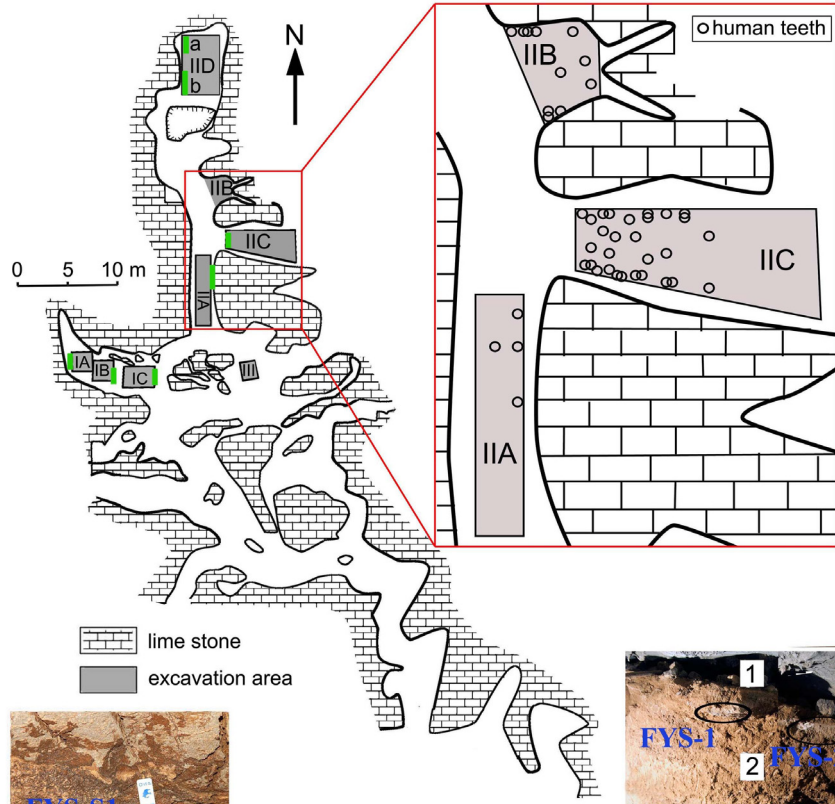 a
IID
b
N
IIB
IIC
IIA
0 5 10 m
IA
IB
IC
III
lime stone
excavation area
human teeth
IIB
IIC
IIA
1
FYS-1
2